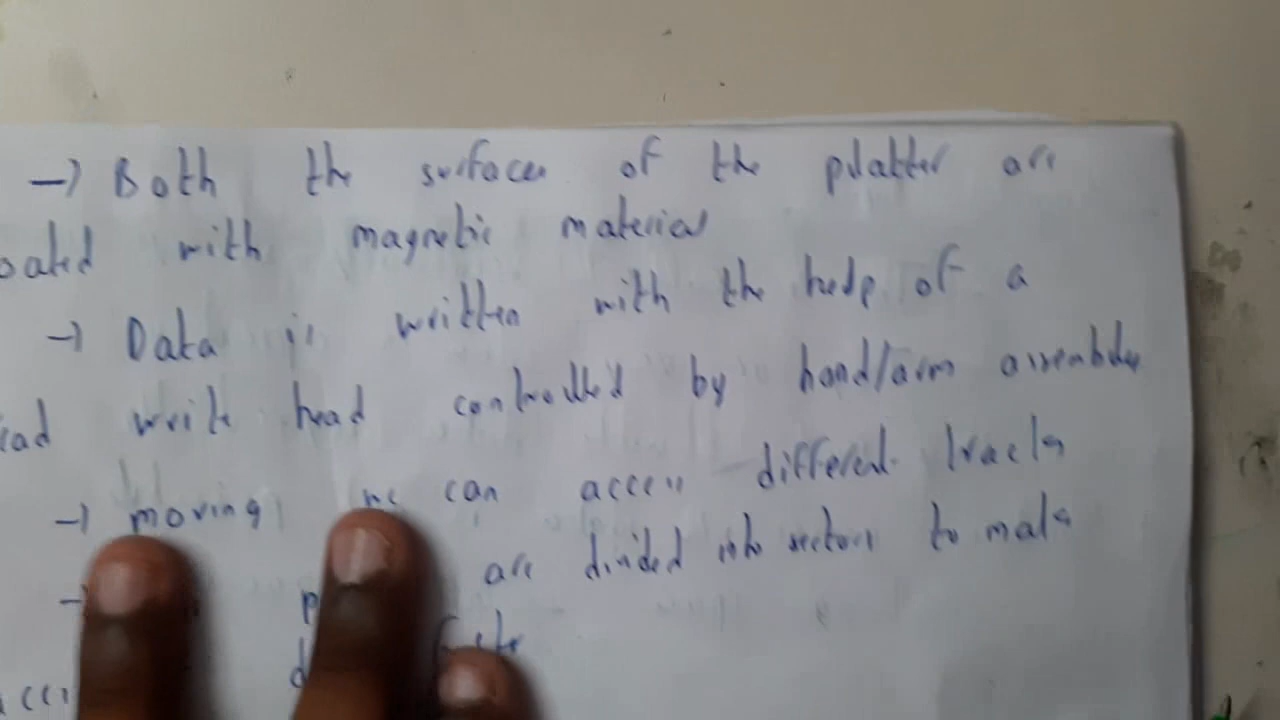 → Both the surfaces of the platter are
oated with magnetic material
→ Data is written with the help of a
ead write head controlled by hand/arm assembly
→ moving, we can access different tracks
→ are divided into sectors to make